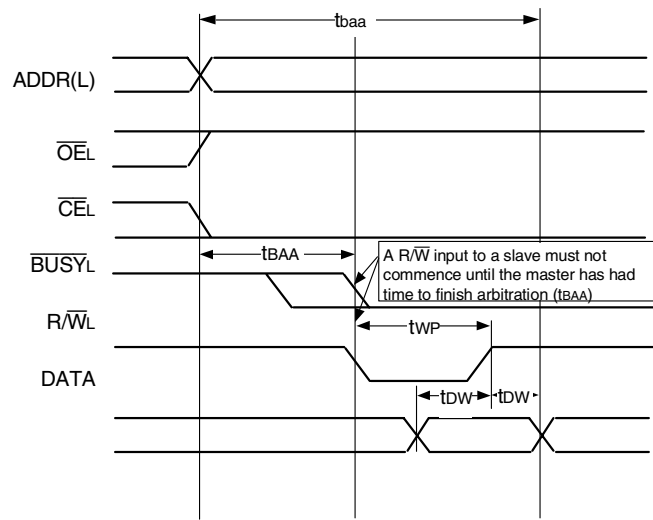 tbaa
ADDR(L)
OEL
CEL
tBAA
BUSYL
A R/W input to a slave must not
commence until the master has had
time to finish arbitration (tBAA)
R/WL
tWP
DATA
tDW
tDW